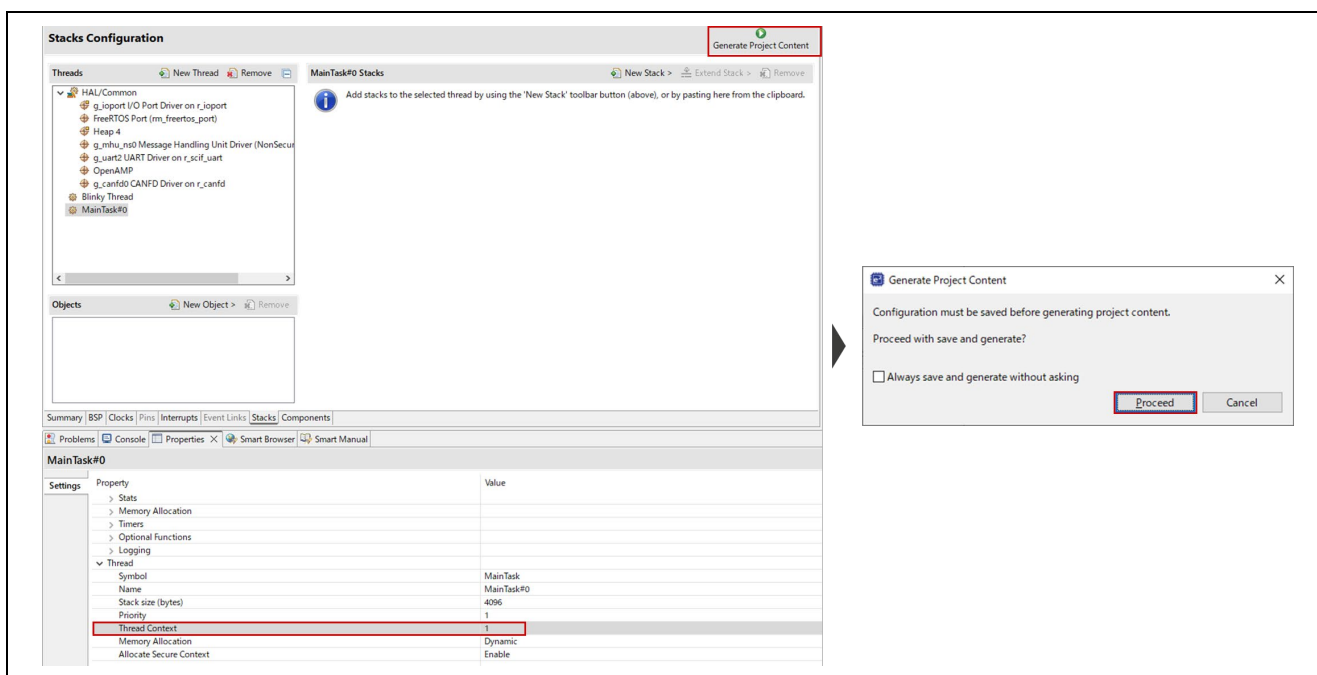 Stacks Configuration
Generate Project Content
Threads
New Thread
Remove
HAL/Common
g_ioport I/O Port Driver on r_ioport
FreeRTOS Port (rm_freertos_port)
Heap 4
g_mhu_ns0 Message Handling Unit Driver (NonSecur
g_uart2 UART Driver on r_scif_uart
OpenAMP
g_canfd0 CANFD Driver on r_canfd
Blinky Thread
MainTask#0
MainTask#0 Stacks
New Stack >
Extend Stack >
Remove
Add stacks to the selected thread by using the 'New Stack' toolbar button (above), or by pasting here from the clipboard.
Objects
New Object >
Remove
Summary BSP Clocks Pins Interrupts Event Links Stacks Components
Problems Console Properties Smart Browser Smart Manual
MainTask#0
Settings
Property Value
Stats
Memory Allocation
Timers
Optional Functions
Logging
Thread
Symbol MainTask
Name MainTask#0
Stack size (bytes) 4096
Priority 1
Thread Context 1
Memory Allocation Dynamic
Allocate Secure Context Enable
Generate Project Content
Configuration must be saved before generating project content.
Proceed with save and generate?
Always save and generate without asking
Proceed Cancel